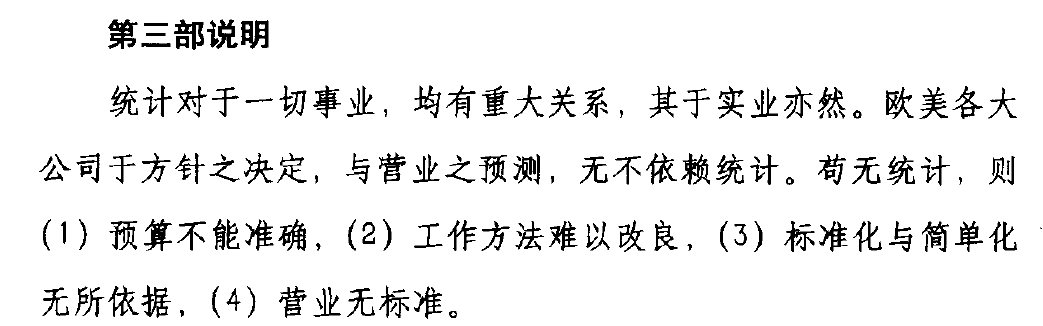 第三部说明
统计对于一切事业，均有重大关系，其于实业亦然。欧美各大
公司于方针之决定，与营业之预测，无不依赖统计。苟无统计，则
(1) 预算不能准确，(2) 工作方法难以改良，(3) 标准化与简单化
无所依据，(4) 营业无标准。